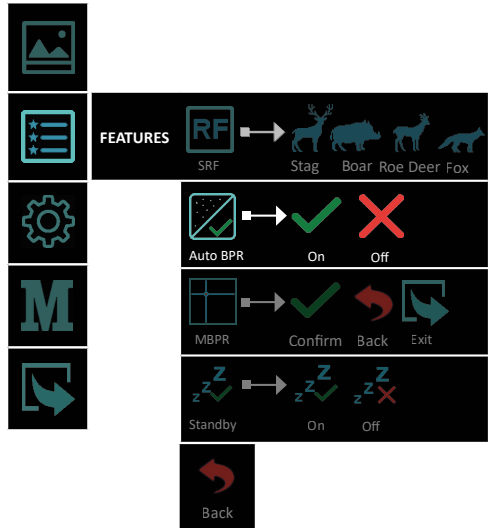 FEATURES
RF
SRF
Stag Boar Roe Deer Fox
Auto BPR On Off
M
MBPR Confirm Back Exit
z z Z z z Z z z Z
Standby On Off
Back